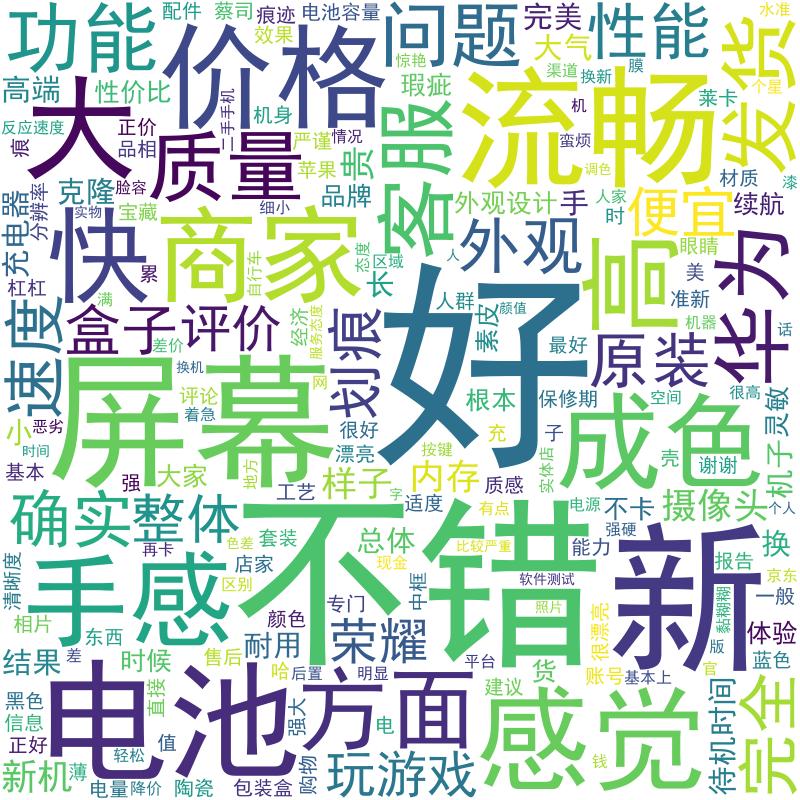 功能
配件
蔡司
痕迹
电池容量
效果
完美
水准
问题
性能
发货
价格
惊艳
大气
渠道
换新
膜
个星
高端
性价比
机身
瑕疵
莱卡
反应速度
大
二手手机
严谨
情况
流畅
正价
品相
痕
质量
苹果
贵
客服
机
蛮烦
调色
漆
克隆
脸容
品牌
材质
充电器
分辨率
宝藏
实物
细小
外观设计
手
人家
时
便宜
续航
快
商家
自行车
态度
人
外观
高
眼睛
华为
杠杠
累
长
区域
美
准新
满
速度
盒子
评价
经济
服务态度
划痕
人群
素皮
颜值
好
机器
话
差价
换机
网
最好
原装
屏幕
评论
着急
根本
保修期
成色
空间
很高
灵敏
小
恶劣
时间
很好
漂亮
按键
充
子
壳
谢谢
机子
基本
强
大家
地方
样子
内存
质感
实体店
工艺
适度
字
有点
电源
不卡
摄像头
个人
确实
整体
不错
强硬
新
再卡
色差
套装
总体
比较严重
能力
报告
换
清晰度
手感
区别
店家
现金
软件测试
京东
相片
颜色
专门
中框
照片
版
黏糊糊
一般
东西
耐用
荣耀
很漂亮
体验
结果
差
时候
售后
哈
后置
明显
平台
货
账号
官
蓝色
基本上
电池
方面
感觉
建议
待机时间
完全
黑色
信息
直接
强大
电
正好
轻松
值
购物
玩游戏
钱
新机
薄
电量
降价
陶瓷
包装盒